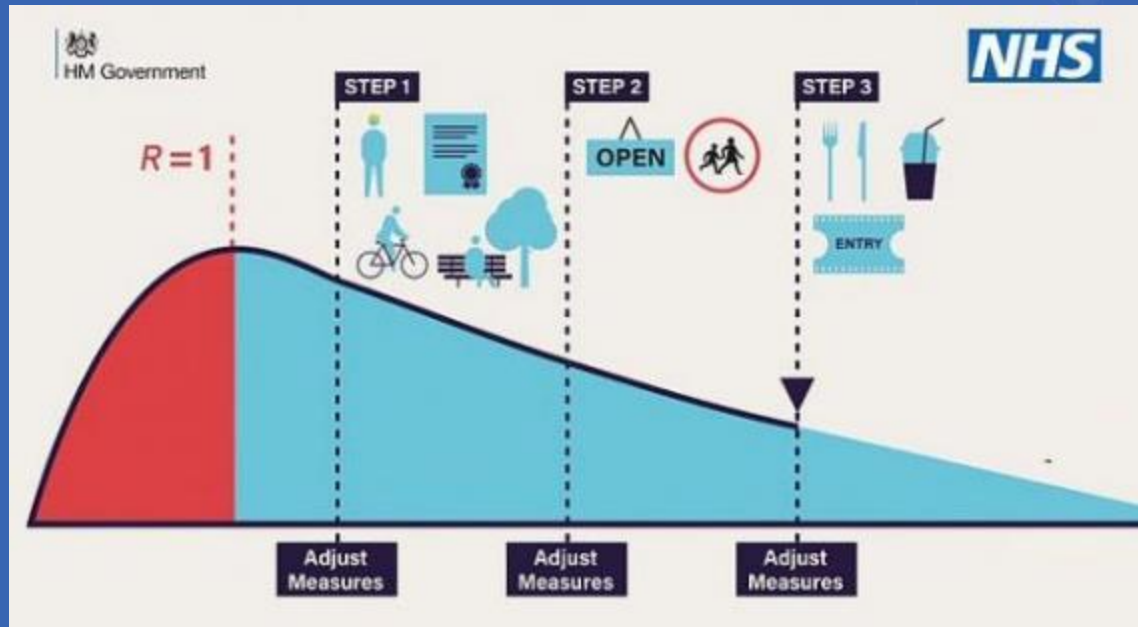 HM Government
NHS
STEP 1
STEP 2
STEP 3
R=1
OPEN
ENTRY
Adjust
Measures
Adjust
Measures
Adjust
Measures